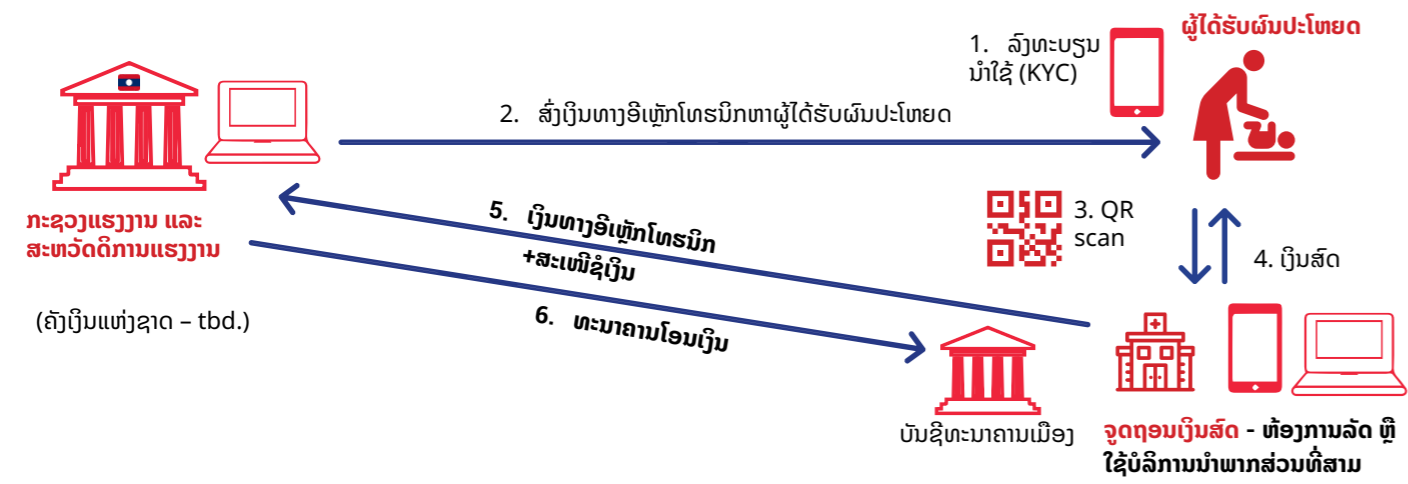 ຜູ້ໄດ້ຮັບຜົນປະໂຫຍດ
1. ລົງທະບຽນ
ນຳໃຊ້ (KYC)
2. ສົ່ງເງິນທາງອີເຫຼັກໂທຣນິກຫາຜູ້ໄດ້ຮັບຜົນປະໂຫຍດ
ກະຊວງແຮງງານ ແລະ
ສະຫວັດດິການແຮງງານ
(ຄັງເງິນແຫ່ງຊາດ – tbd.)
3. QR
scan
4. ເງິນສົດ
5. ເງິນທາງອີເຫຼັກໂທຣນິກ
+ສະເໜີຊໍເງິນ
6. ທະນາຄານໂອນເງິນ
ບັນຊີທະນາຄານເມືອງ
ຈູດຖອນເງິນສົດ - ຫ້ອງການລັດ ຫຼື
ໃຊ້ບໍລິການນຳພາກສ່ວນທີ່ສາມ